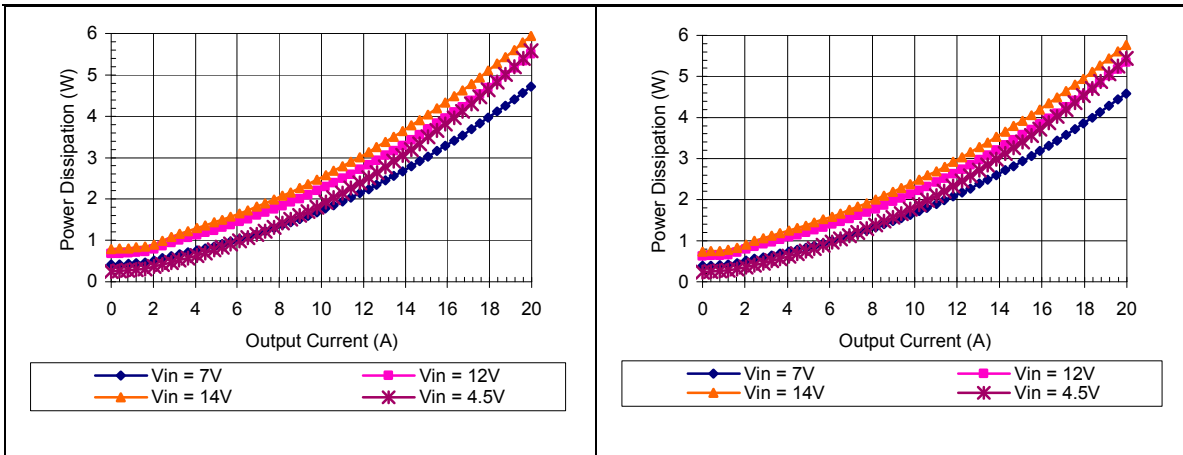 6
5
4
3
2
1
0
Power Dissipation (W)
0 2 4 6 8 10 12 14 16 18 20
Output Current (A)
Vin = 7V
Vin = 12V
Vin = 14V
Vin = 4.5V
6
5
4
3
2
1
0
Power Dissipation (W)
0 2 4 6 8 10 12 14 16 18 20
Output Current (A)
Vin = 7V
Vin = 12V
Vin = 14V
Vin = 4.5V